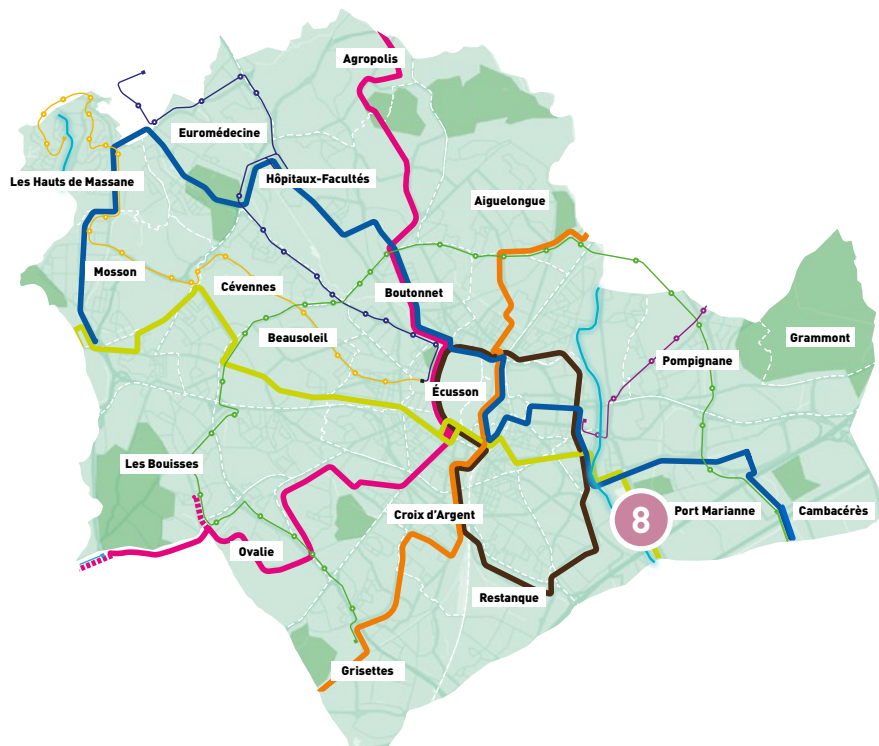 Agropolis
Euromédecine
Les Hauts de Massane
Hôpitaux-Facultés
Aiguelongue
Mosson
Cévennes
Boutonnet
Beausoleil
Grammont
Pompignane
Écusson
Les Bouisses
Croix d'Argent
8
Port Marianne
Cambacérès
Ovalie
Restanque
Grisettes